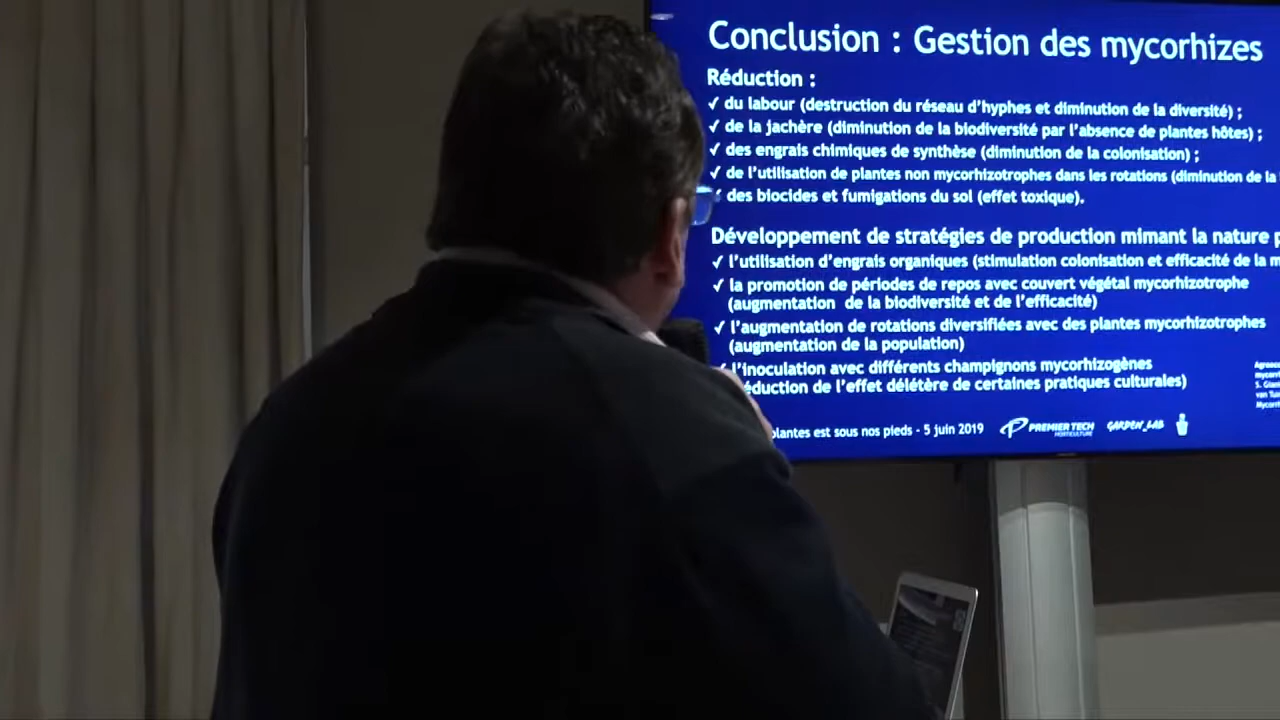 Conclusion : Gestion des mycorhizes
Réduction :
✓ du labour (destruction du réseau d'hyphes et diminution de la diversité) ;
✓ de la jachère (diminution de la biodiversité par l'absence de plantes hôtes) ;
✓ des engrais chimiques de synthèse (diminution de la colonisation) ;
✓ de l'utilisation de plantes non mycorhizotrophes dans les rotations (diminution de la
✓ des biocides et fumigations du sol (effet toxique).
Développement de stratégies de production mimant la nature p
✓ l'utilisation d'engrais organiques (stimulation colonisation et efficacité de la m
✓ la promotion de périodes de repos avec couvert végétal mycorhizotrophe
(augmentation de la biodiversité et de l'efficacité)
✓ l'augmentation de rotations diversifiées avec des plantes mycorhizotrophes
(augmentation de la population)
✓ l'inoculation avec différents champignons mycorhizogènes
éduction de l'effet délétère de certaines pratiques culturales)
plantes est sous nos pieds - 5 juin 2019
PREMIER TECH
HORTICULTURE
GARDEN_LAB